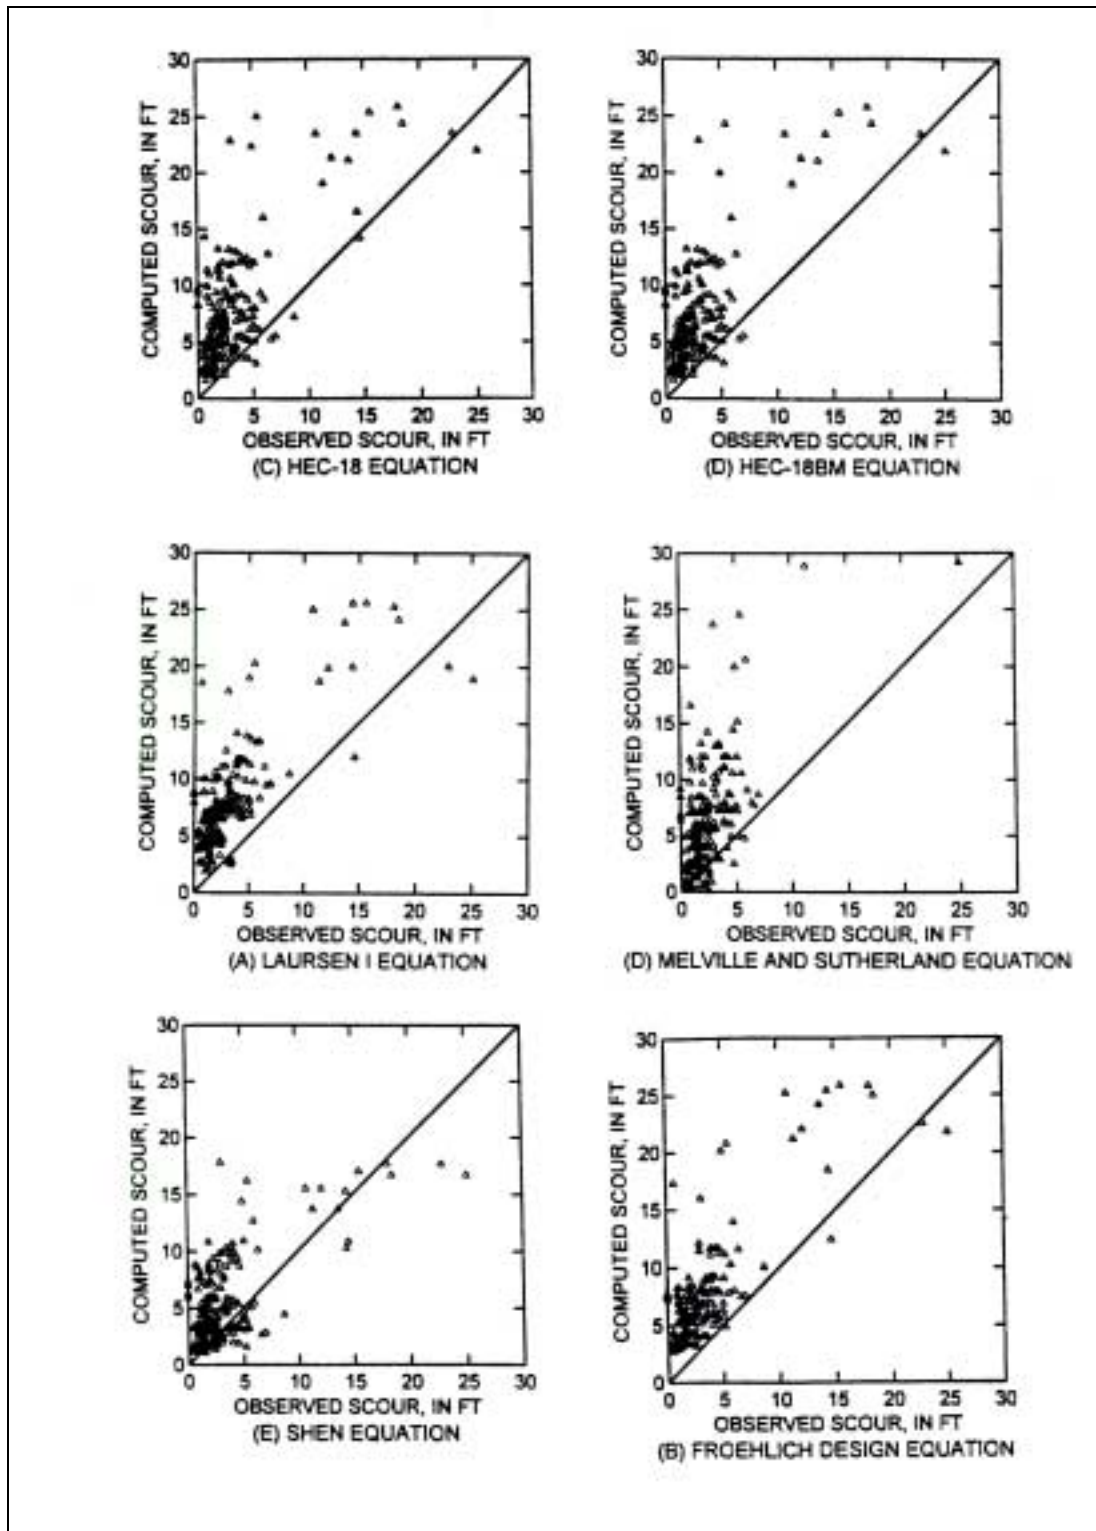 COMPUTED SCOUR, IN FT
30
25
20
15
10
5
0
0 5 10 15 20 25 30
OBSERVED SCOUR, IN FT
(C) HEC-18 EQUATION
COMPUTED SCOUR, IN FT
30
25
20
15
10
5
0
0 5 10 15 20 25 30
OBSERVED SCOUR, IN FT
(D) HEC-18BM EQUATION
COMPUTED SCOUR, IN FT
30
25
20
15
10
5
0
0 5 10 15 20 25 30
OBSERVED SCOUR, IN FT
(A) LAURSEN I EQUATION
COMPUTED SCOUR, IN FT
30
25
20
15
10
5
0
0 5 10 15 20 25 30
OBSERVED SCOUR, IN FT
(D) MELVILLE AND SUTHERLAND EQUATION
COMPUTED SCOUR, IN FT
30
25
20
15
10
5
0
0 5 10 15 20 25 30
OBSERVED SCOUR, IN FT
(E) SHEN EQUATION
COMPUTED SCOUR, IN FT
30
25
20
15
10
5
0
0 5 10 15 20 25 30
OBSERVED SCOUR, IN FT
(B) FROEHLICH DESIGN EQUATION